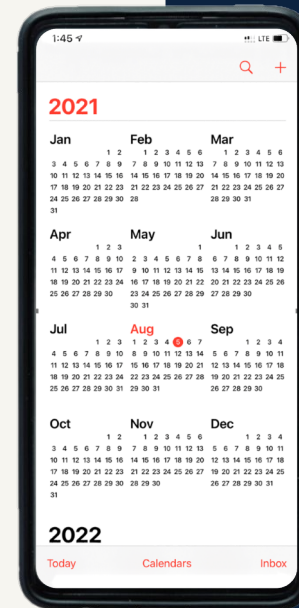 1:45 LTE
2021
Jan Feb Mar
1 2 1 2 3 4 5 6 1 2 3 4 5 6
3 4 5 6 7 8 9 7 8 9 10 11 12 13 7 8 9 10 11 12 13
10 11 12 13 14 15 16 14 15 16 17 18 19 20 14 15 16 17 18 19 20
17 18 19 20 21 22 23 21 22 23 24 25 26 27 21 22 23 24 25 26 27
24 25 26 27 28 29 30 28 28 29 30 31
31
Apr May Jun
1 2 3 1 1 2 3 4 5
4 5 6 7 8 9 10 2 3 4 5 6 7 8 6 7 8 9 10 11 12
11 12 13 14 15 16 17 9 10 11 12 13 14 15 13 14 15 16 17 18 19
18 19 20 21 22 23 24 16 17 18 19 20 21 22 20 21 22 23 24 25 26
25 26 27 28 29 30 23 24 25 26 27 28 29 27 28 29 30
30 31
Jul Aug Sep
1 2 3 1 2 3 4 5 6 7 1 2 3 4
4 5 6 7 8 9 10 8 9 10 11 12 13 14 5 6 7 8 9 10 11
11 12 13 14 15 16 17 15 16 17 18 19 20 21 12 13 14 15 16 17 18
18 19 20 21 22 23 24 22 23 24 25 26 27 28 19 20 21 22 23 24 25
25 26 27 28 29 30 31 29 30 31 26 27 28 29 30
Oct Nov Dec
1 2 1 2 3 4 5 6 1 2 3 4
3 4 5 6 7 8 9 7 8 9 10 11 12 13 5 6 7 8 9 10 11
10 11 12 13 14 15 16 14 15 16 17 18 19 20 12 13 14 15 16 17 18
17 18 19 20 21 22 23 21 22 23 24 25 26 27 19 20 21 22 23 24 25
24 25 26 27 28 29 30 28 29 30 26 27 28 29 30 31
31
2022
Today Calendars Inbox